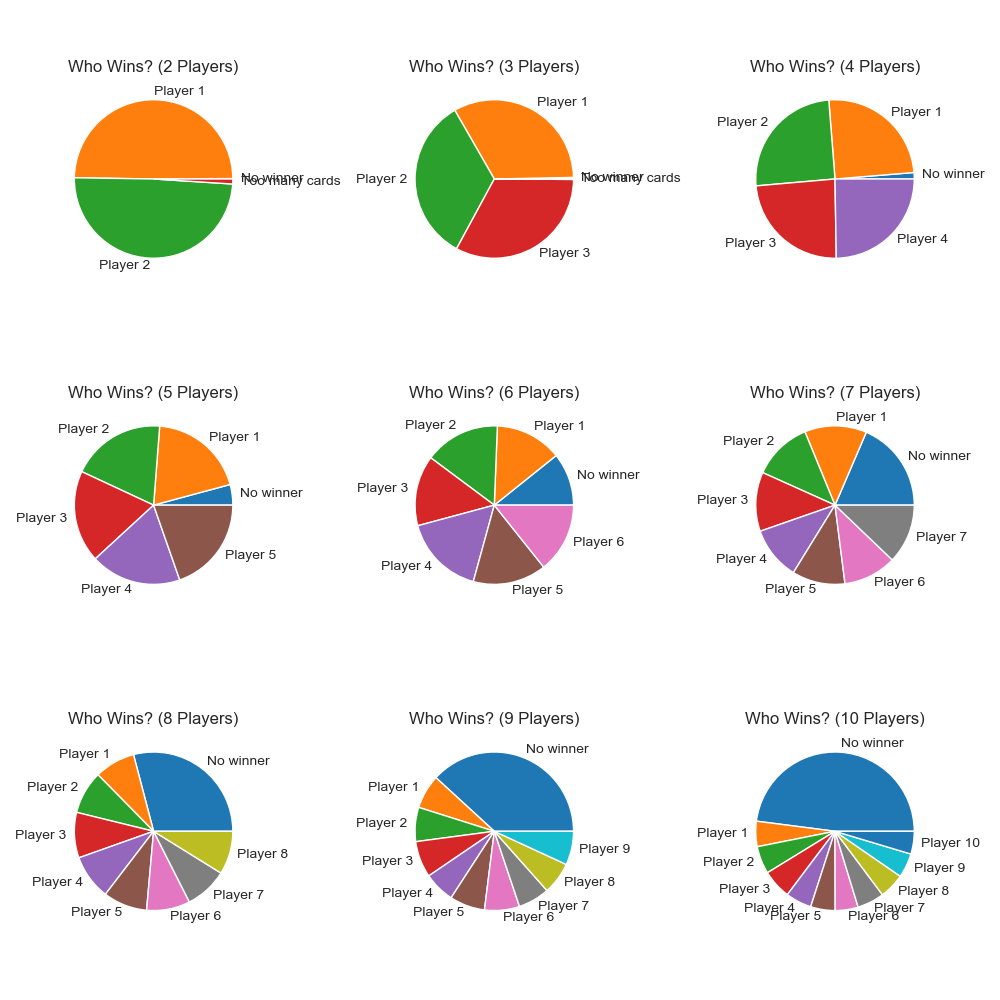 Who Wins? (2 Players)
Player 1
No winner
Too many cards
Player 2
Who Wins? (3 Players)
Player 1
Player 2
No winner
Too many cards
Player 3
Who Wins? (4 Players)
Player 1
Player 2
No winner
Player 3
Player 4
Who Wins? (5 Players)
Player 2
Player 1
No winner
Player 3
Player 5
Player 4
Who Wins? (6 Players)
Player 2
Player 1
No winner
Player 3
Player 6
Player 4
Player 5
Who Wins? (7 Players)
Player 1
Player 2
No winner
Player 3
Player 7
Player 4
Player 6
Player 5
Who Wins? (8 Players)
Player 1
No winner
Player 2
Player 3
Player 8
Player 4
Player 7
Player 5
Player 6
Who Wins? (9 Players)
No winner
Player 1
Player 2
Player 9
Player 3
Player 8
Player 4
Player 7
Player 5
Player 6
Who Wins? (10 Players)
No winner
Player 1
Player 10
Player 2
Player 9
Player 3
Player 8
Player 4
Player 7
Player 5
Player 6